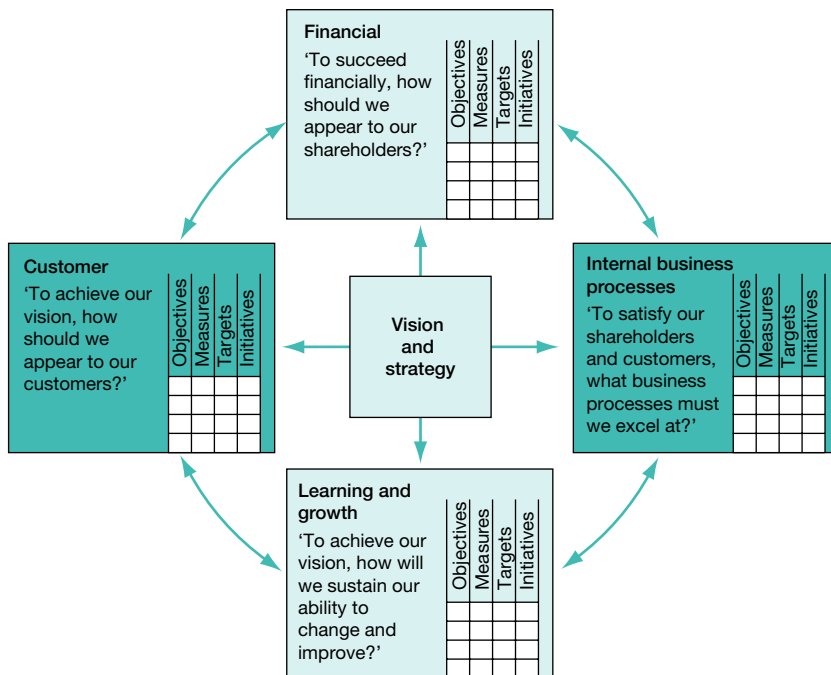 Financial
‘To succeed
financially, how
should we
appear to our
shareholders?’
Objectives
Measures
Targets
Initiatives
Customer
‘To achieve our
vision, how
should we
appear to our
customers?’
Objectives
Measures
Targets
Initiatives
Vision
and
strategy
Internal business
processes
‘To satisfy our
shareholders
and customers,
what business
processes must
we excel at?’
Objectives
Measures
Targets
Initiatives
Learning and
growth
‘To achieve our
vision, how will
we sustain our
ability to
change and
improve?’
Objectives
Measures
Targets
Initiatives